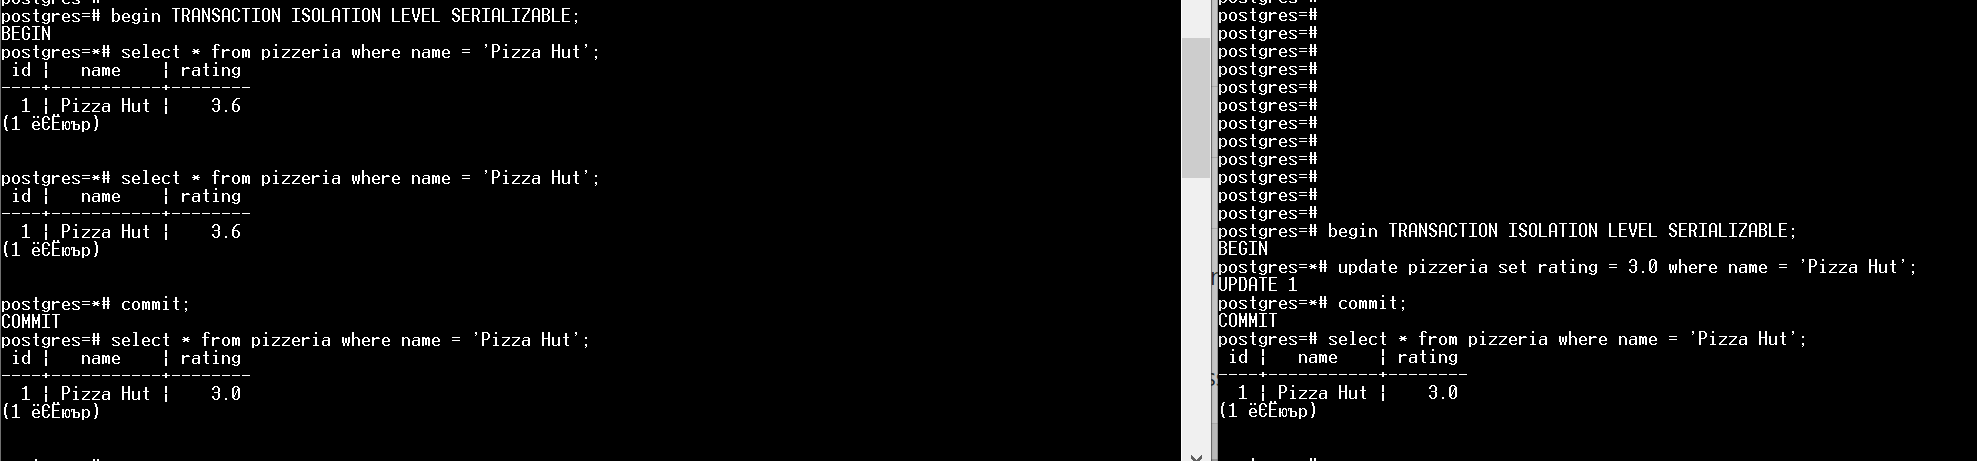 postgres=# begin TRANSACTION ISOLATION LEVEL SERIALIZABLE;
BEGIN
postgres=*# select * from pizzeria where name = 'Pizza Hut';
 id |   name    | rating
----+-----------+--------
  1 | Pizza Hut |    3.6
(1 ёЄЁюър)
postgres=*# select * from pizzeria where name = 'Pizza Hut';
 id |   name    | rating
----+-----------+--------
  1 | Pizza Hut |    3.6
(1 ёЄЁюър)
postgres=*# commit;
COMMIT
postgres=# select * from pizzeria where name = 'Pizza Hut';
 id |   name    | rating
----+-----------+--------
  1 | Pizza Hut |    3.0
(1 ёЄЁюър)
postgres=#
postgres=#
postgres=#
postgres=#
postgres=#
postgres=#
postgres=#
postgres=#
postgres=#
postgres=#
postgres=#
postgres=#
postgres=# begin TRANSACTION ISOLATION LEVEL SERIALIZABLE;
BEGIN
postgres=*# update pizzeria set rating = 3.0 where name = 'Pizza Hut';
UPDATE 1
postgres=*# commit;
COMMIT
postgres=# select * from pizzeria where name = 'Pizza Hut';
 id |   name    | rating
----+-----------+--------
  1 | Pizza Hut |    3.0
(1 ёЄЁюър)